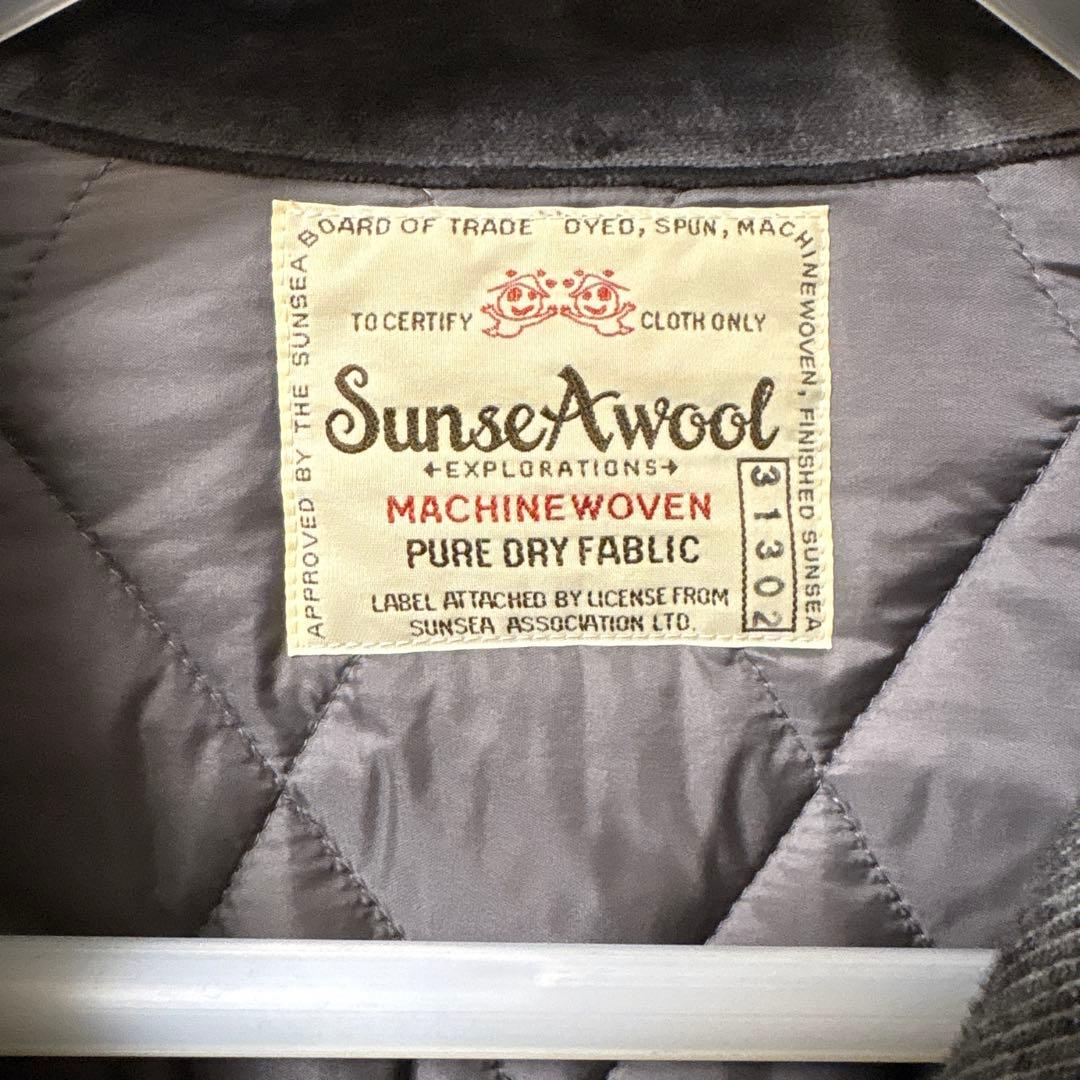 APPROVED BY THE SUNSEA BOARD OF TRADE DYED, SPUN, MACHINEWOVEN, FINISHED SUNSEA
TO CERTIFY CLOTH ONLY
SunseAwool
EXPLORATIONS
MACHINEWOVEN
PURE DRY FABLIC
LABEL ATTACHED BY LICENSE FROM
SUNSEA ASSOCIATION LTD.
31302